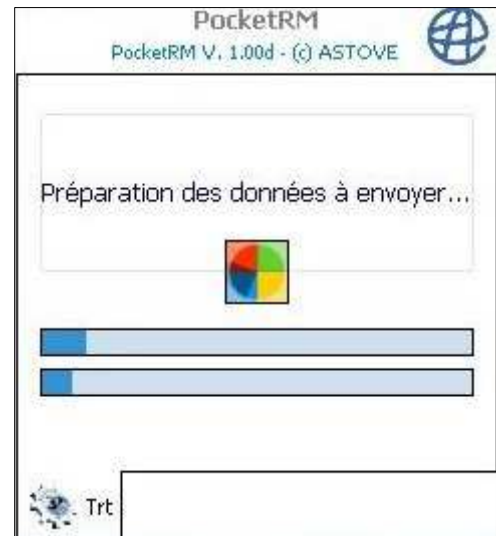 PocketRM
PocketRM V. 1.00d - (c) ASTOVE
Préparation des données à envoyer...
Trt